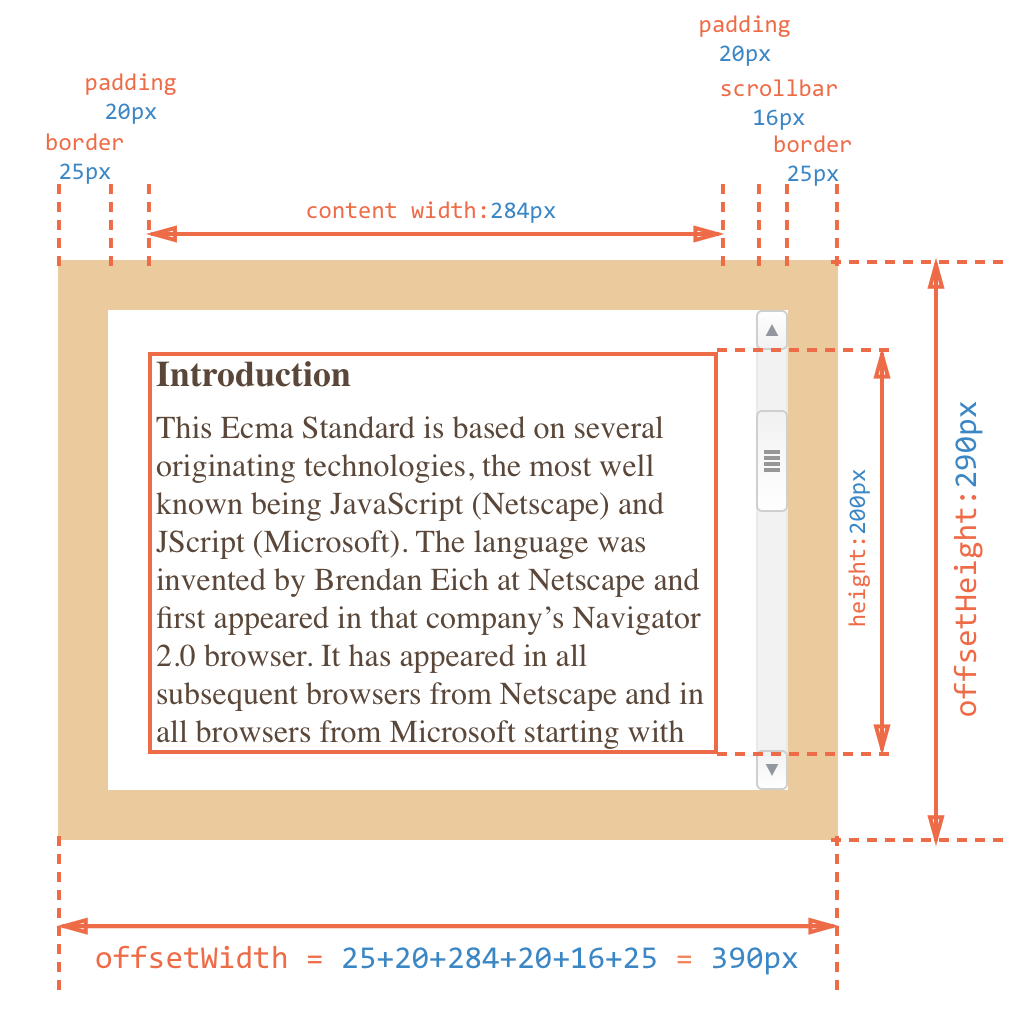 padding
20px
padding
20px
scrollbar
16px
border
25px
border
25px
content width:284px
Introduction
This Ecma Standard is based on several
originating technologies, the most well
known being JavaScript (Netscape) and
JScript (Microsoft). The language was
invented by Brendan Eich at Netscape and
first appeared in that company’s Navigator
2.0 browser. It has appeared in all
subsequent browsers from Netscape and in
all browsers from Microsoft starting with
height:200px
offsetHeight:290px
offsetWidth = 25+20+284+20+16+25 = 390px